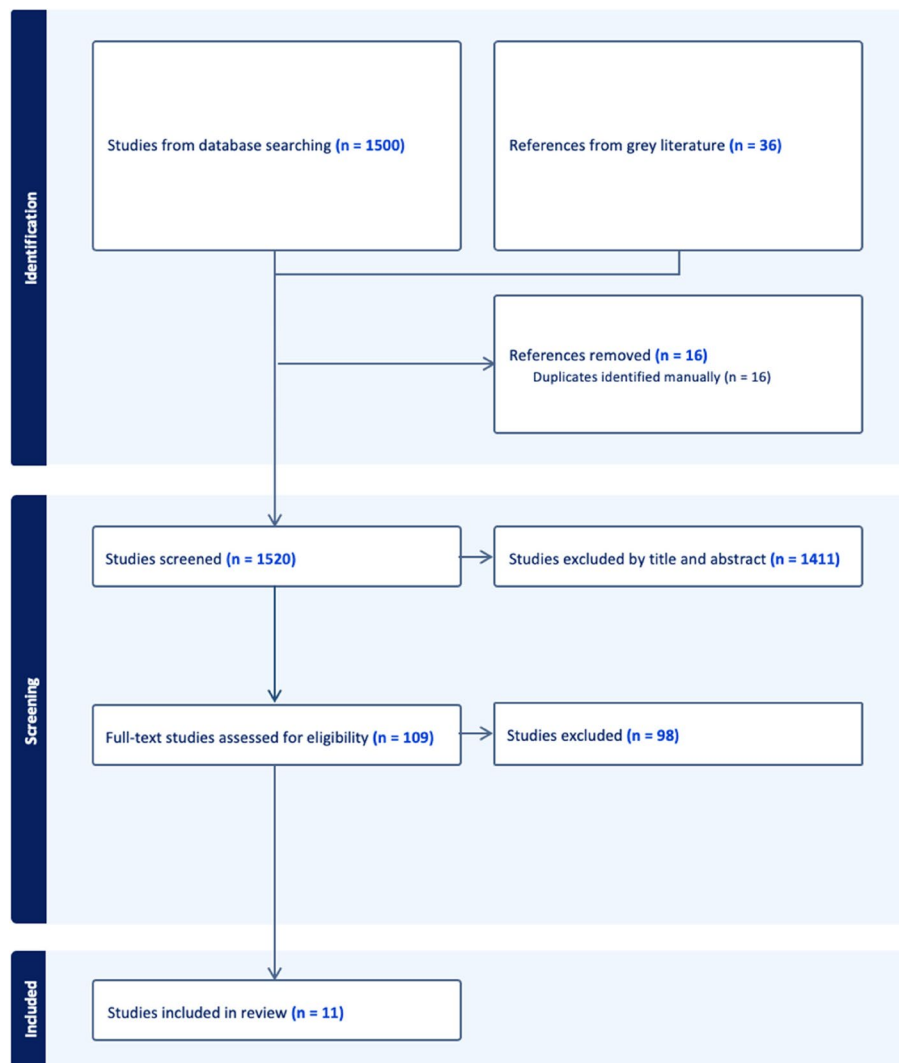 Identification
Studies from database searching (n = 1500)
References from grey literature (n = 36)
References removed (n = 16)
Duplicates identified manually (n = 16)
Screening
Studies screened (n = 1520)
Studies excluded by title and abstract (n = 1411)
Full-text studies assessed for eligibility (n = 109)
Studies excluded (n = 98)
Included
Studies included in review (n = 11)